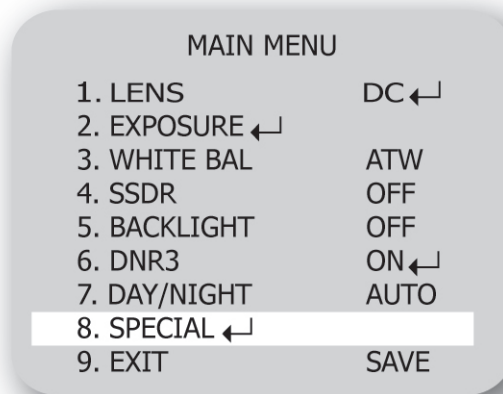 MAIN MENU
1. LENS DC ↵
2. EXPOSURE ↵
3. WHITE BAL ATW
4. SSDR OFF
5. BACKLIGHT OFF
6. DNR3 ON ↵
7. DAY/NIGHT AUTO
8. SPECIAL ↵
9. EXIT SAVE